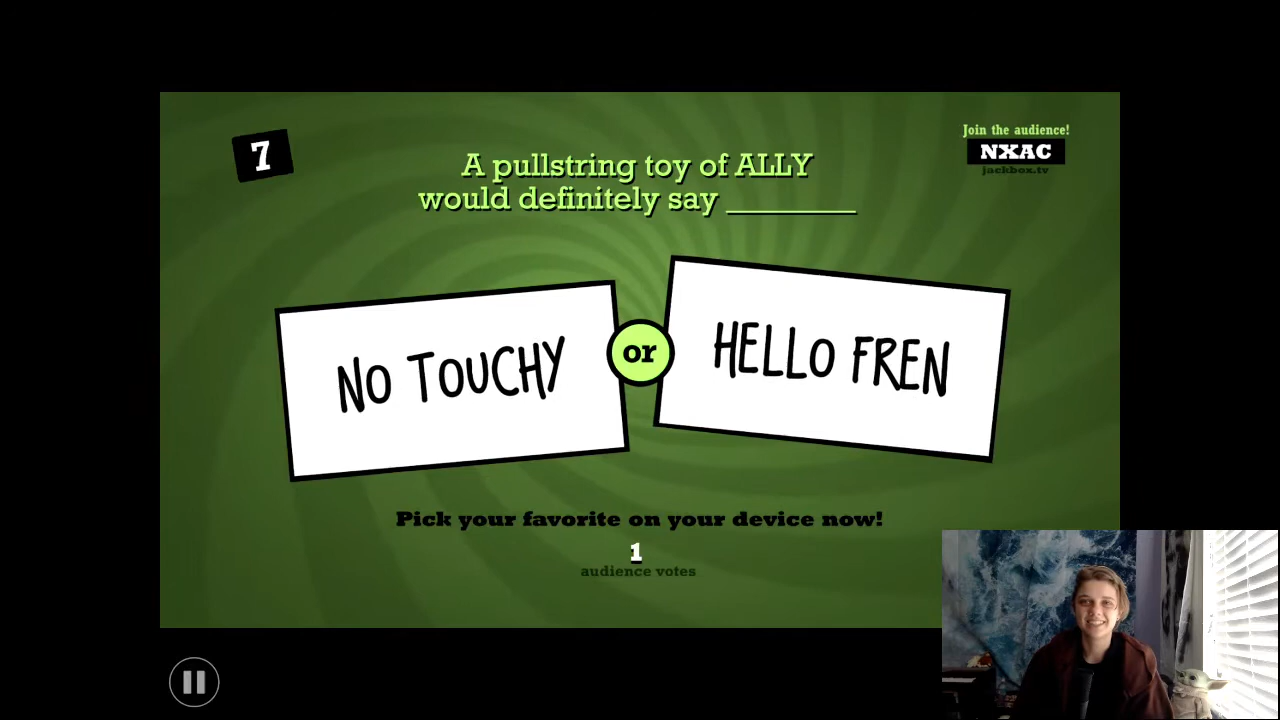 Join the audience!
NXAC
jackbox.tv
7
A pullstring toy of ALLY
would definitely say ________
NO TOUCHY
or
HELLO FREN
Pick your favorite on your device now!
1
audience votes